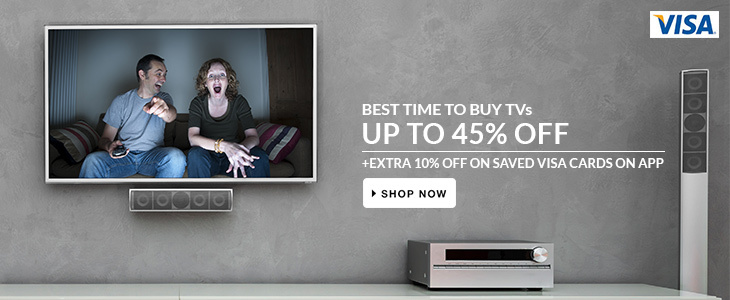 VISA
BEST TIME TO BUY TVs
UP TO 45% OFF
+EXTRA 10% OFF ON SAVED VISA CARDS ON APP
SHOP NOW